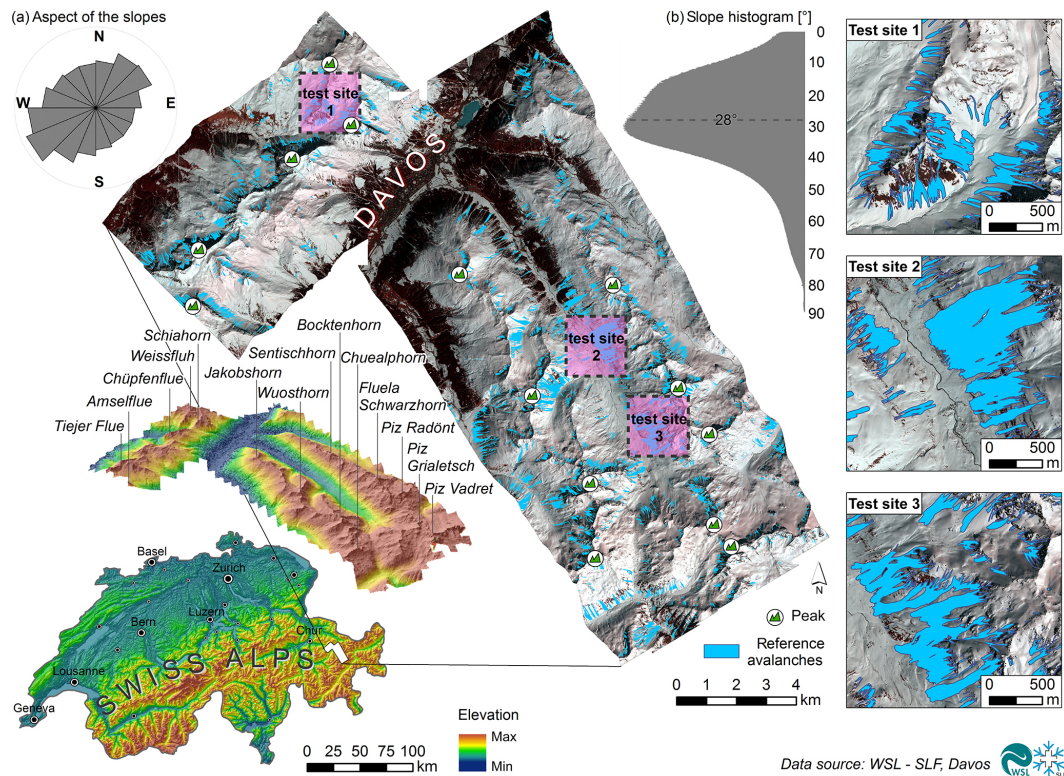 (a) Aspect of the slopes
N
W
E
S
test site
1
DAVOS
test site
2
test site
3
(b) Slope histogram [°]
0
10
20
28°
30
40
50
60
70
80
90
Test site 1
0 500
m
Test site 2
0 500
m
Test site 3
0 500
m
Schiahorn
Weissfluh
Chüpfenflue
Amselflue
Tiejer Flue
Bocktenhorn
Sentischhorn
Jakobshorn
Wuosthorn
Chuealphorn
Fluela
Schwarzhorn
Piz Radönt
Piz
Grialetsch
Piz Vadret
Basel
Zurich
Luzern
Bern
Chur
Lausanne
Geneva
SWISS ALPS
Elevation
Max
Min
0 25 50 75 100
km
N
Peak
Reference
avalanches
0 1 2 3 4
km
Data source: WSL - SLF, Davos
WSL